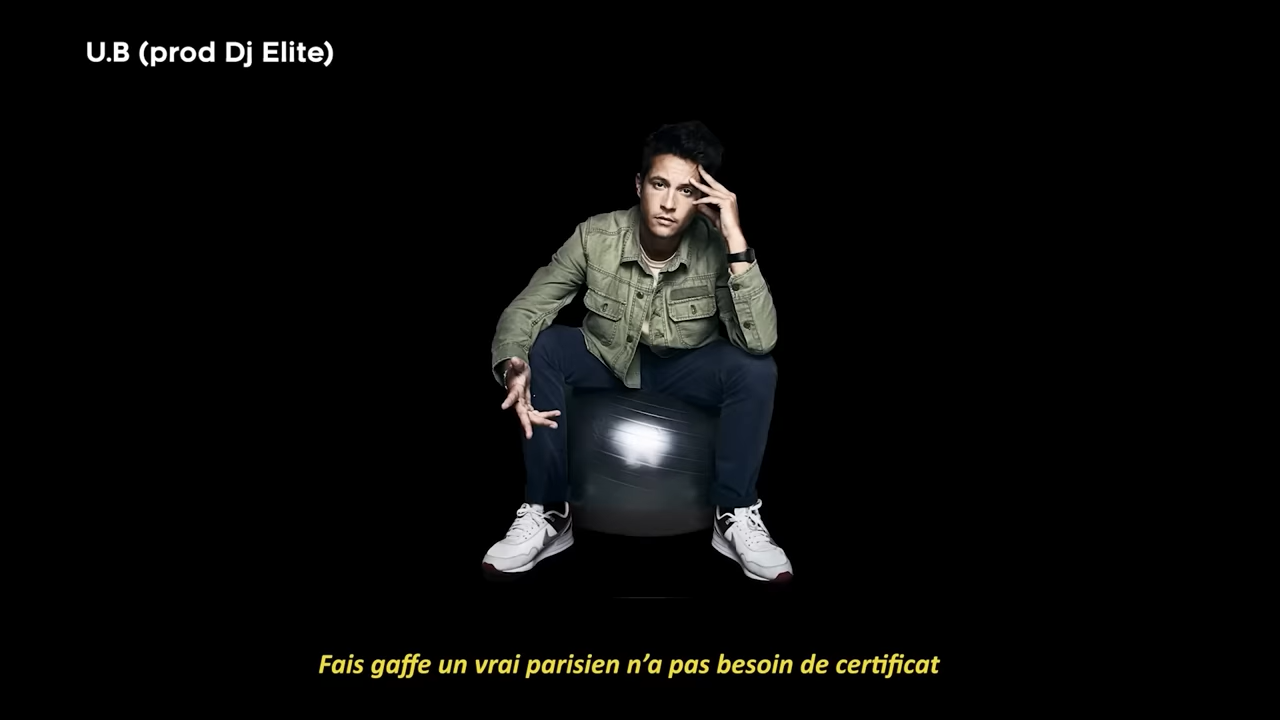 U.B (prod Dj Elite)
Fais gaffe un vrai parisien n’a pas besoin de certificat